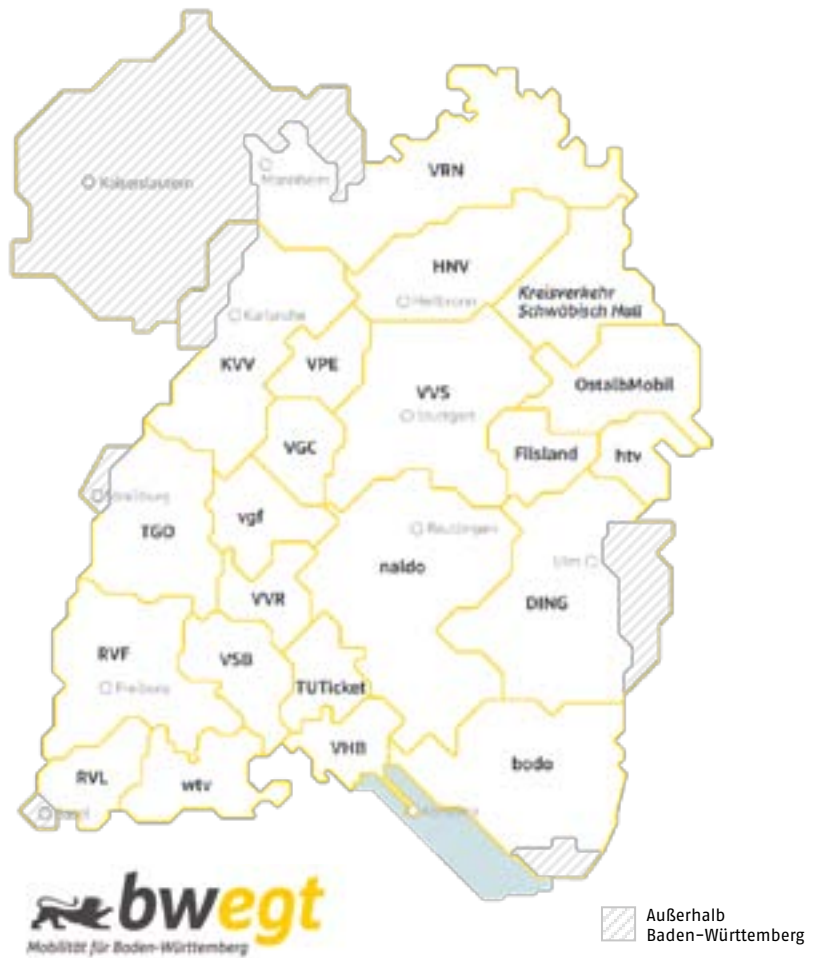 VRN
Kaiserslautern
Mannheim
HNV
Kreisverkehr
Schwäbisch Hall
Heilbronn
Karlsruhe
KVV
VPE
VVS
OstalbMobil
Stuttgart
VGC
Filsland
htv
Straßburg
vgf
TGO
Reutlingen
naldo
Ulm
VVR
DING
RVF
VSB
TUTicket
Freiburg
VHB
bodo
RVL
wtv
Basel
Konstanz
bwegt
Mobilität für Baden-Württemberg
Außerhalb
Baden-Württemberg